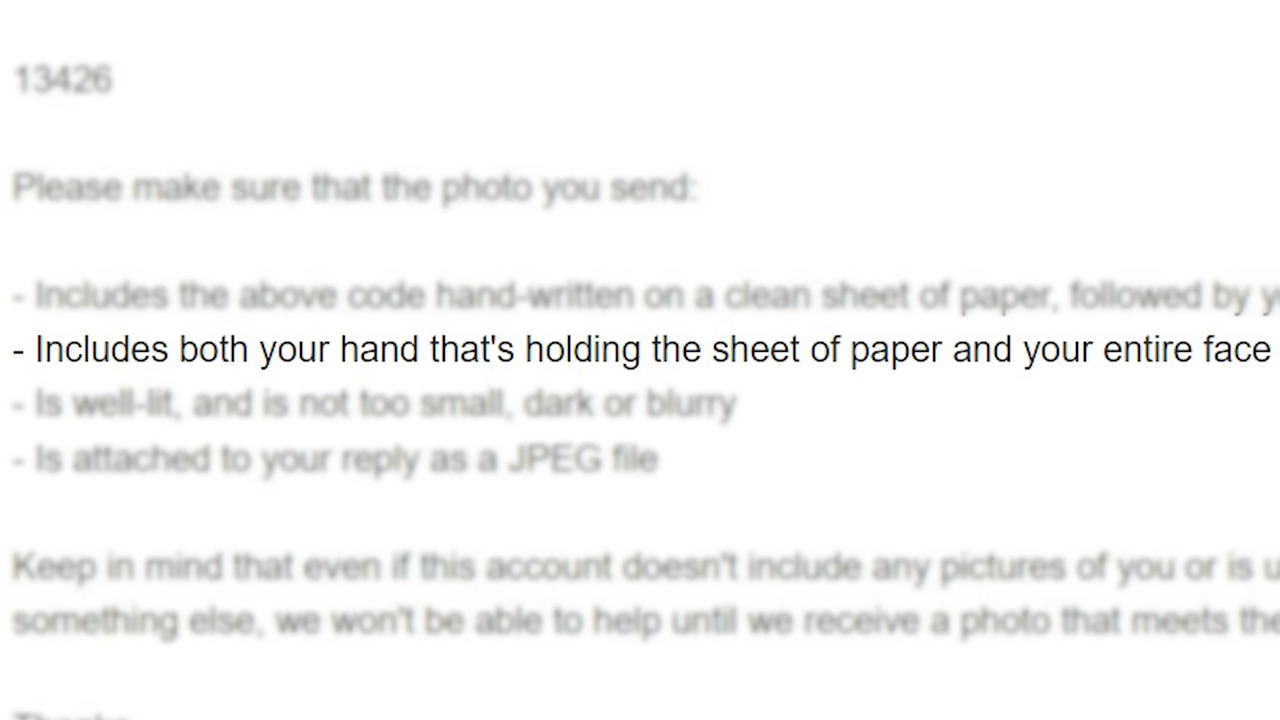 13426
Please make sure that the photo you send:
- Includes the above code hand-written on a clean sheet of paper, followed by
- Includes both your hand that's holding the sheet of paper and your entire face
- Is well-lit, and is not too small, dark or blurry
- Is attached to your reply as a JPEG file
Keep in mind that even if this account doesn't include any pictures of you or is
something else, we won't be able to help until we receive a photo that meets the